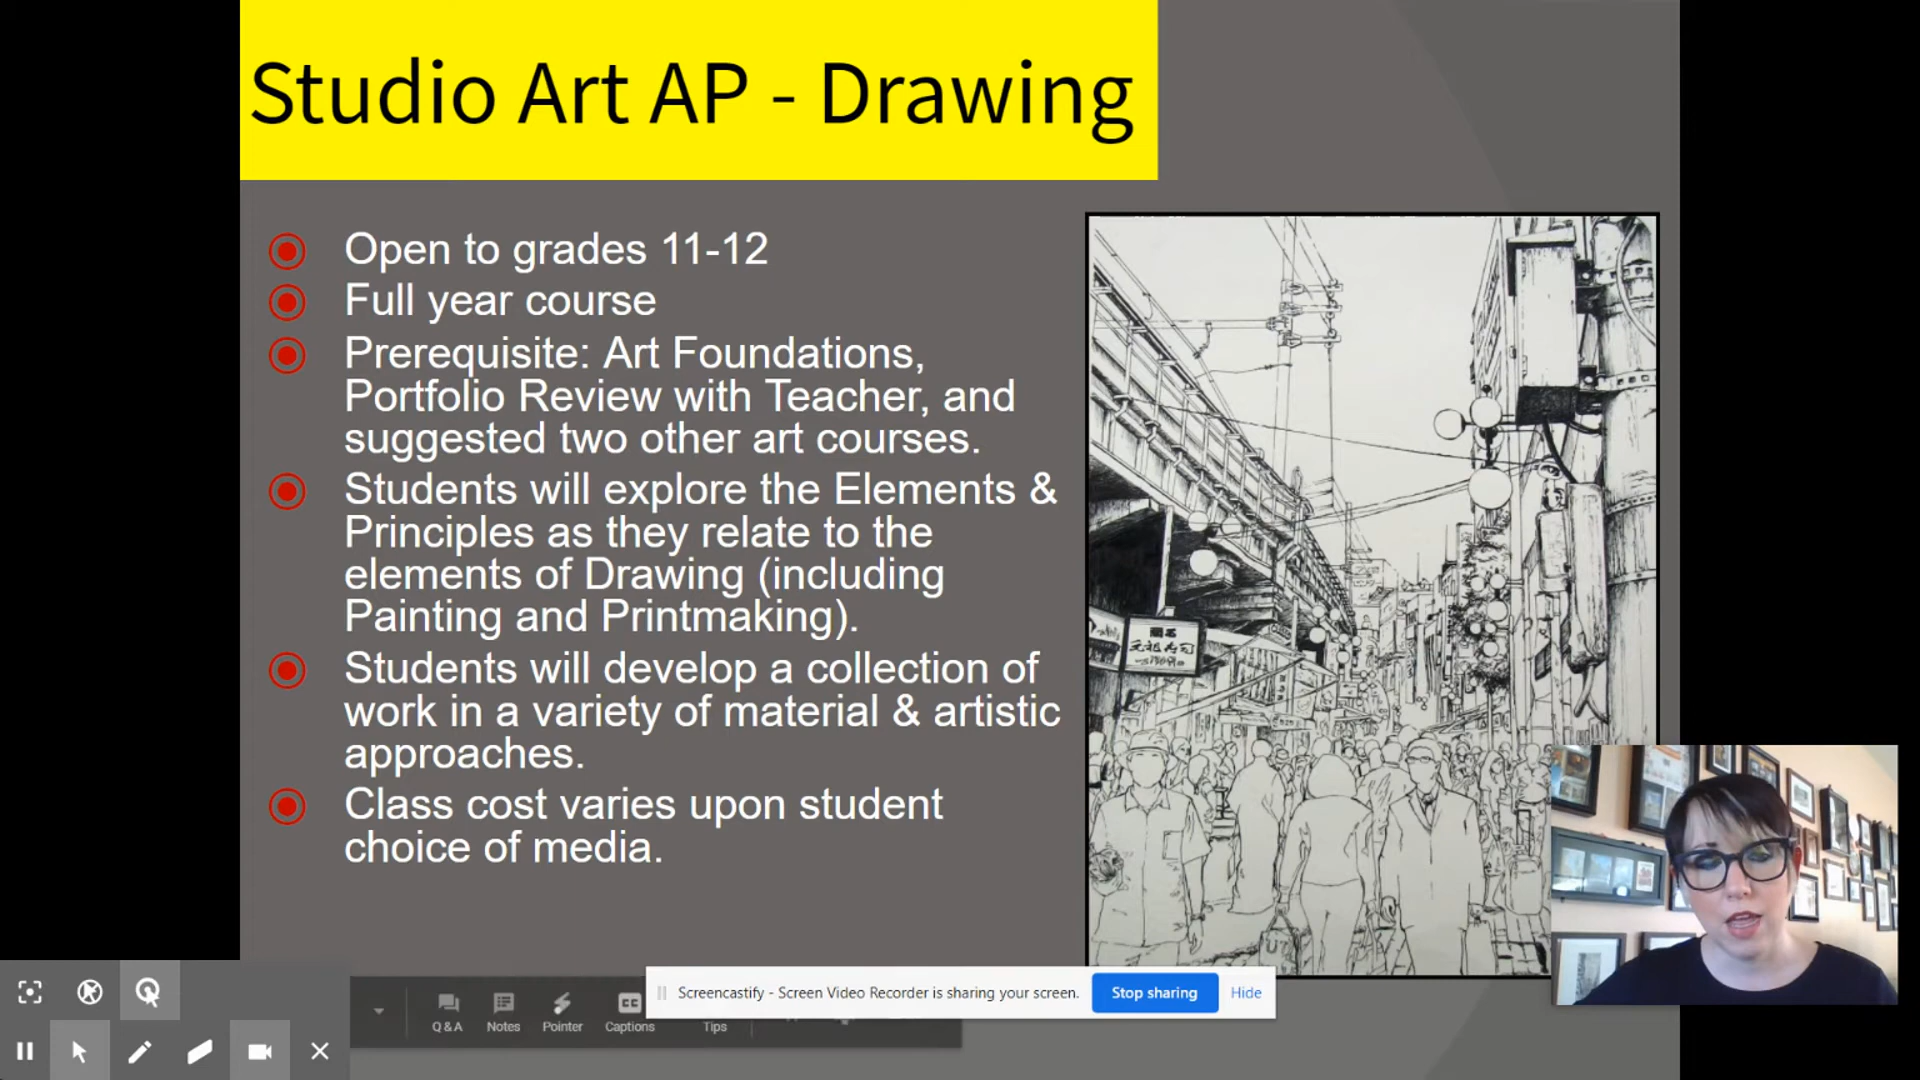 Studio Art AP - Drawing
Open to grades 11-12
Full year course
Prerequisite: Art Foundations,
Portfolio Review with Teacher, and
suggested two other art courses.
Students will explore the Elements &
Principles as they relate to the
elements of Drawing (including
Painting and Printmaking).
Students will develop a collection of
work in a variety of material & artistic
approaches.
Class cost varies upon student
choice of media.
元祖寿司
Screencastify - Screen Video Recorder is sharing your screen. Stop sharing Hide
Q & A Notes Pointer Captions Tips